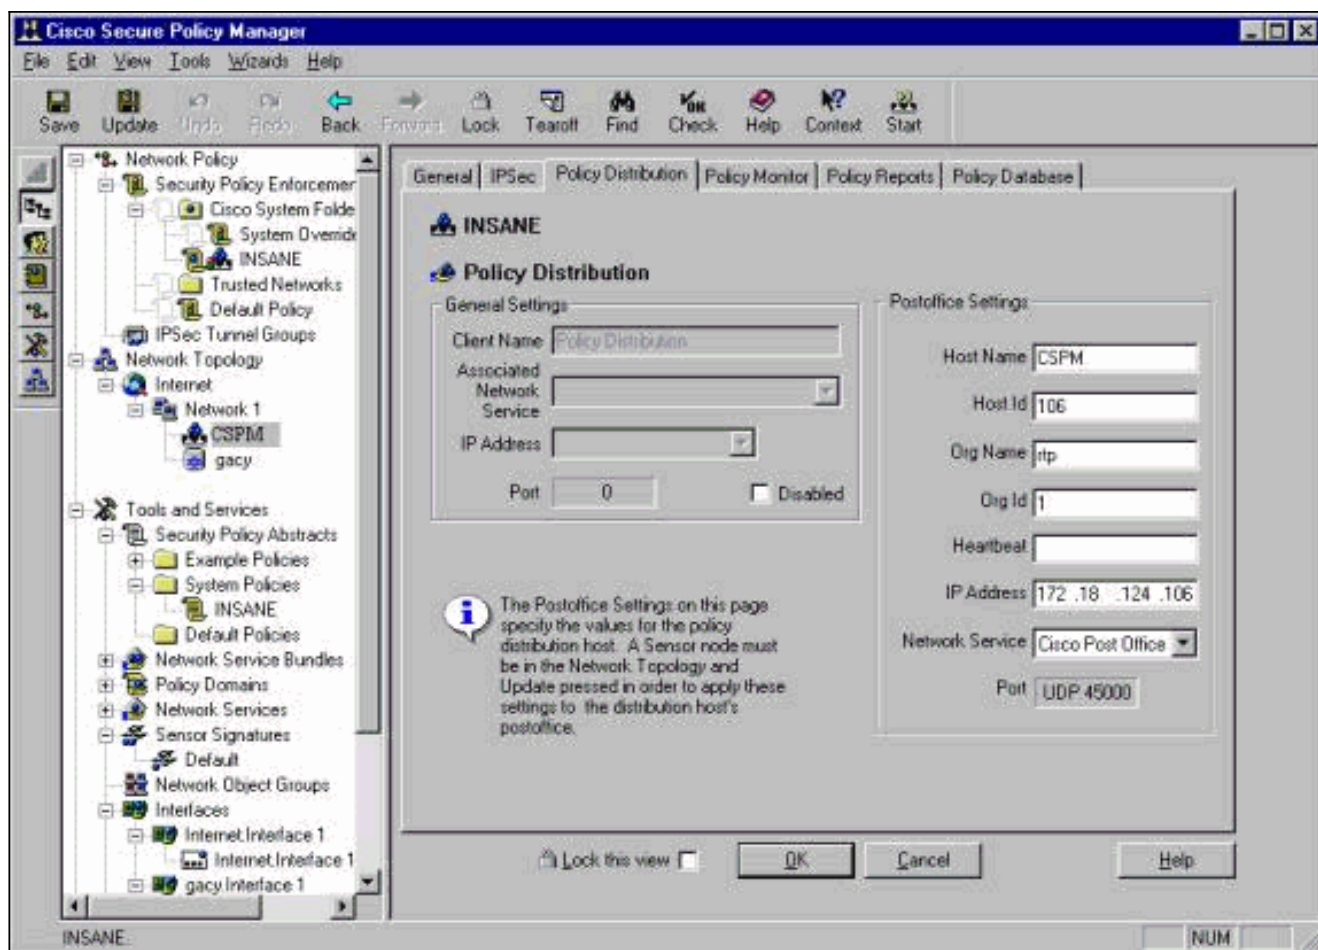 Cisco Secure Policy Manager
File Edit View Tools Wizards Help
Save Update Undo Redo Back Forward Lock Tearoff Find Check Help Context Start
Network Policy
Security Policy Enforcemer
Cisco System Folde
System Override
INSANE
Trusted Networks
Default Policy
IPSec Tunnel Groups
Network Topology
Internet
Network 1
CSPM
gacy
Tools and Services
Security Policy Abstracts
Example Policies
System Policies
INSANE
Default Policies
Network Service Bundles
Policy Domains
Network Services
Sensor Signatures
Default
Network Object Groups
Interfaces
Internet.Interface 1
Internet.Interface 1
gacy.Interface 1
General IPSec Policy Distribution Policy Monitor Policy Reports Policy Database
INSANE
Policy Distribution
General Settings
Client Name Policy Distribution
Associated
Network
Service
IP Address
Port 0 Disabled
The Postoffice Settings on this page
specify the values for the policy
distribution host. A Sensor node must
be in the Network Topology and
Update pressed in order to apply these
settings to the distribution host's
postoffice.
Postoffice Settings
Host Name CSPM
Host Id 106
Org Name rtp
Org Id 1
Heartbeat
IP Address 172 .18 .124 .106
Network Service Cisco Post Office
Port UDP 45000
Lock this view OK Cancel Help
INSANE. NUM